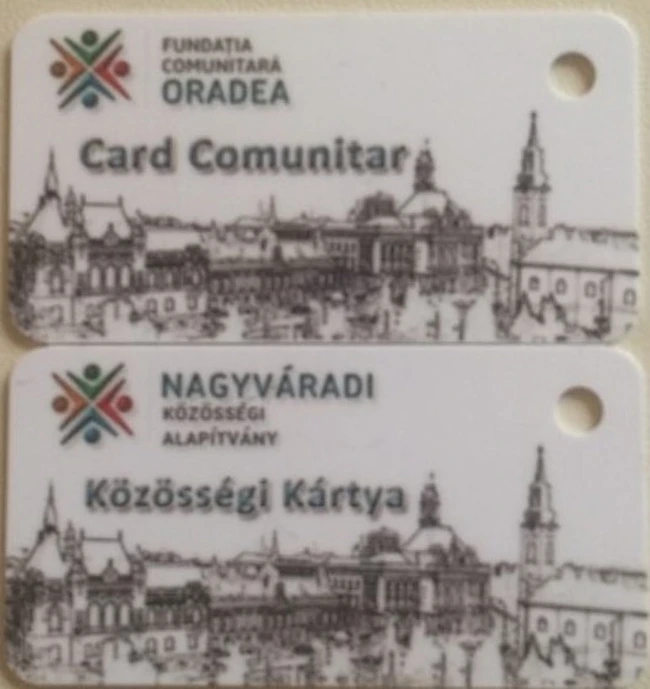 FUNDAȚIA
COMUNITARĂ
ORADEA
Card Comunitar
NAGYVÁRADI
KÖZÖSSÉGI
ALAPÍTVÁNY
Közösségi Kártya